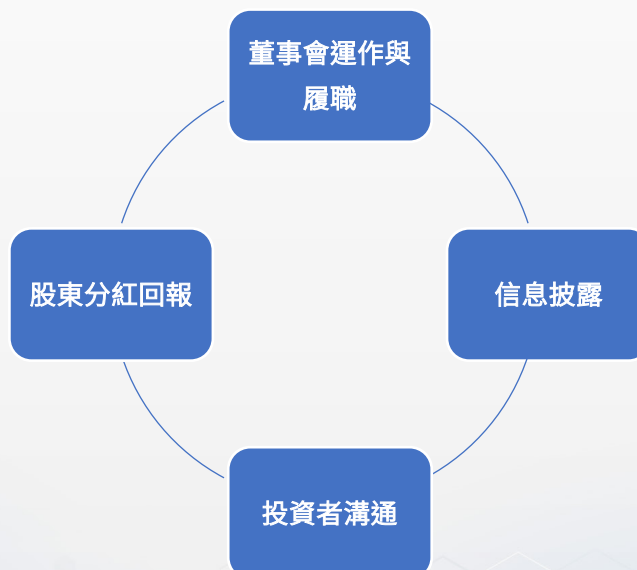 董事會運作與
履職
股東分紅回報
信息披露
投資者溝通